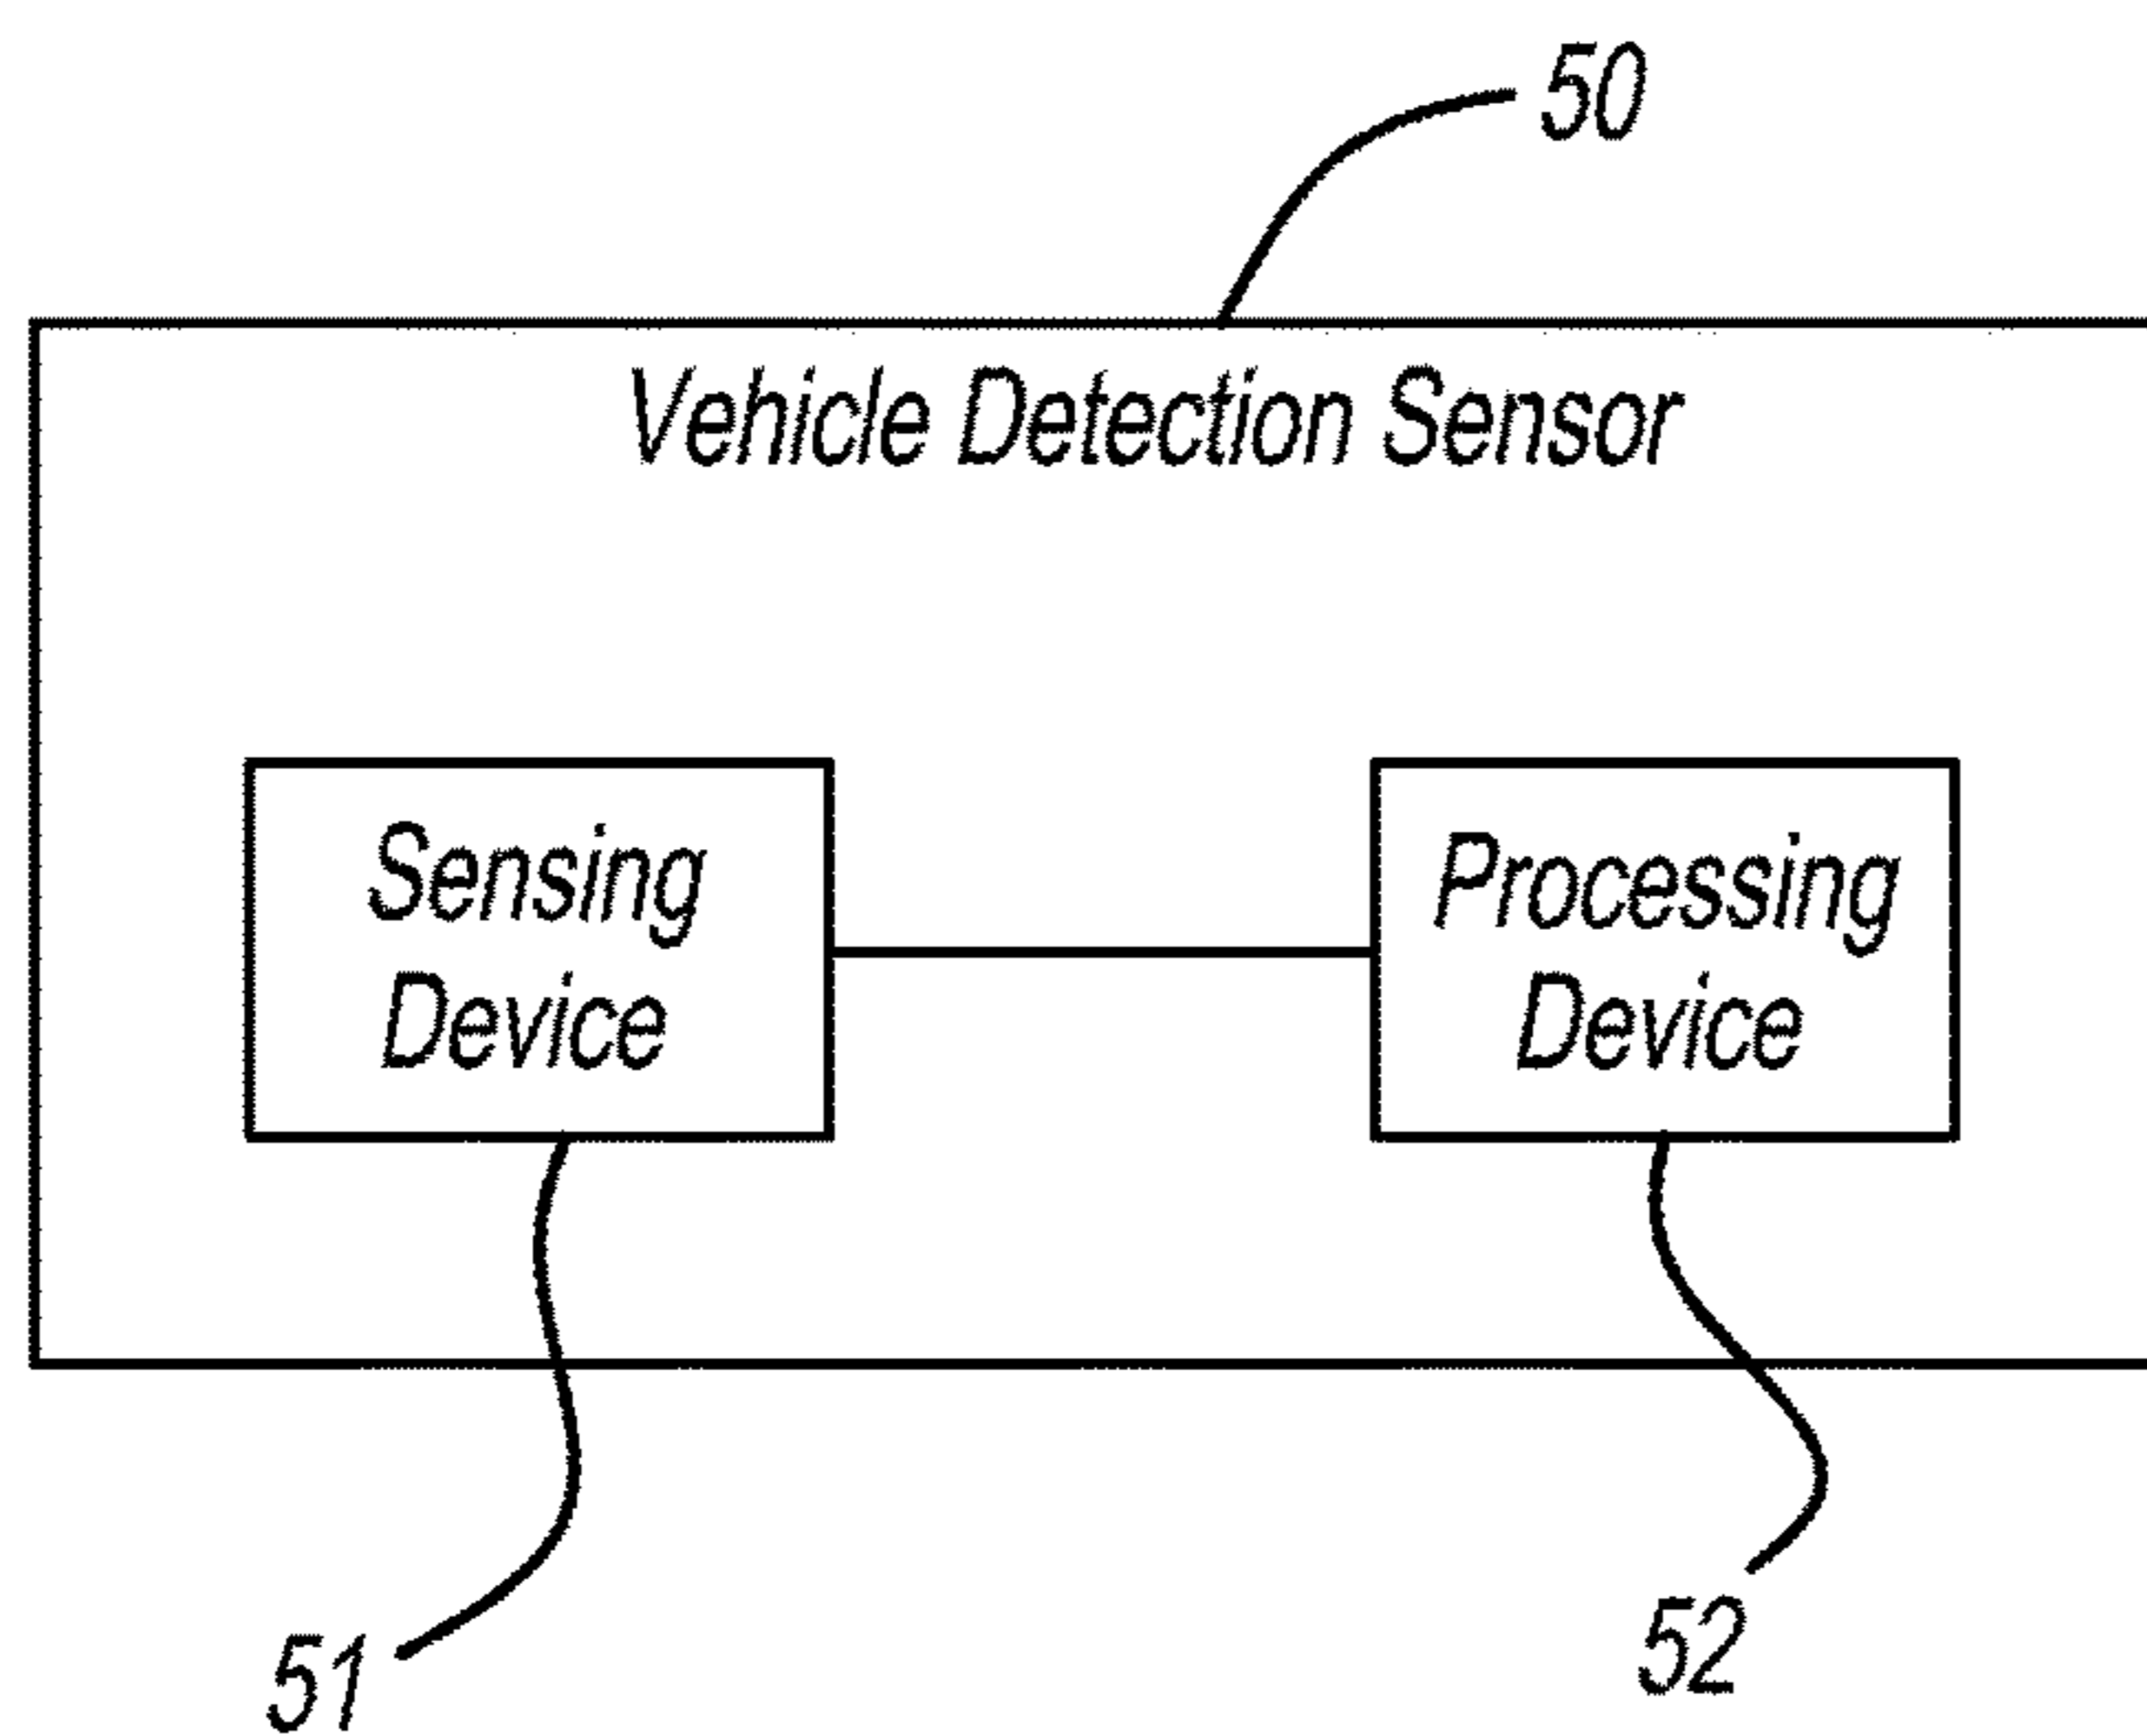 50
Vehicle Detection Sensor
Sensing
Device
Processing
Device
51
52